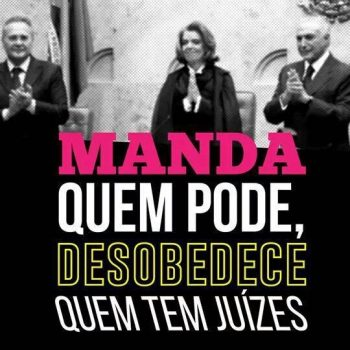 MANDA
QUEM PODE,
DESOBEDECE
QUEM TEM JUÍZES